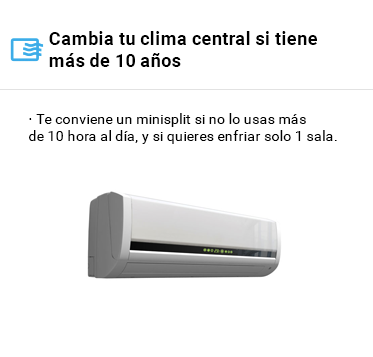 Cambia tu clima central si tiene
más de 10 años
· Te conviene un minisplit si no lo usas más
de 10 hora al día, y si quieres enfriar solo 1 sala.